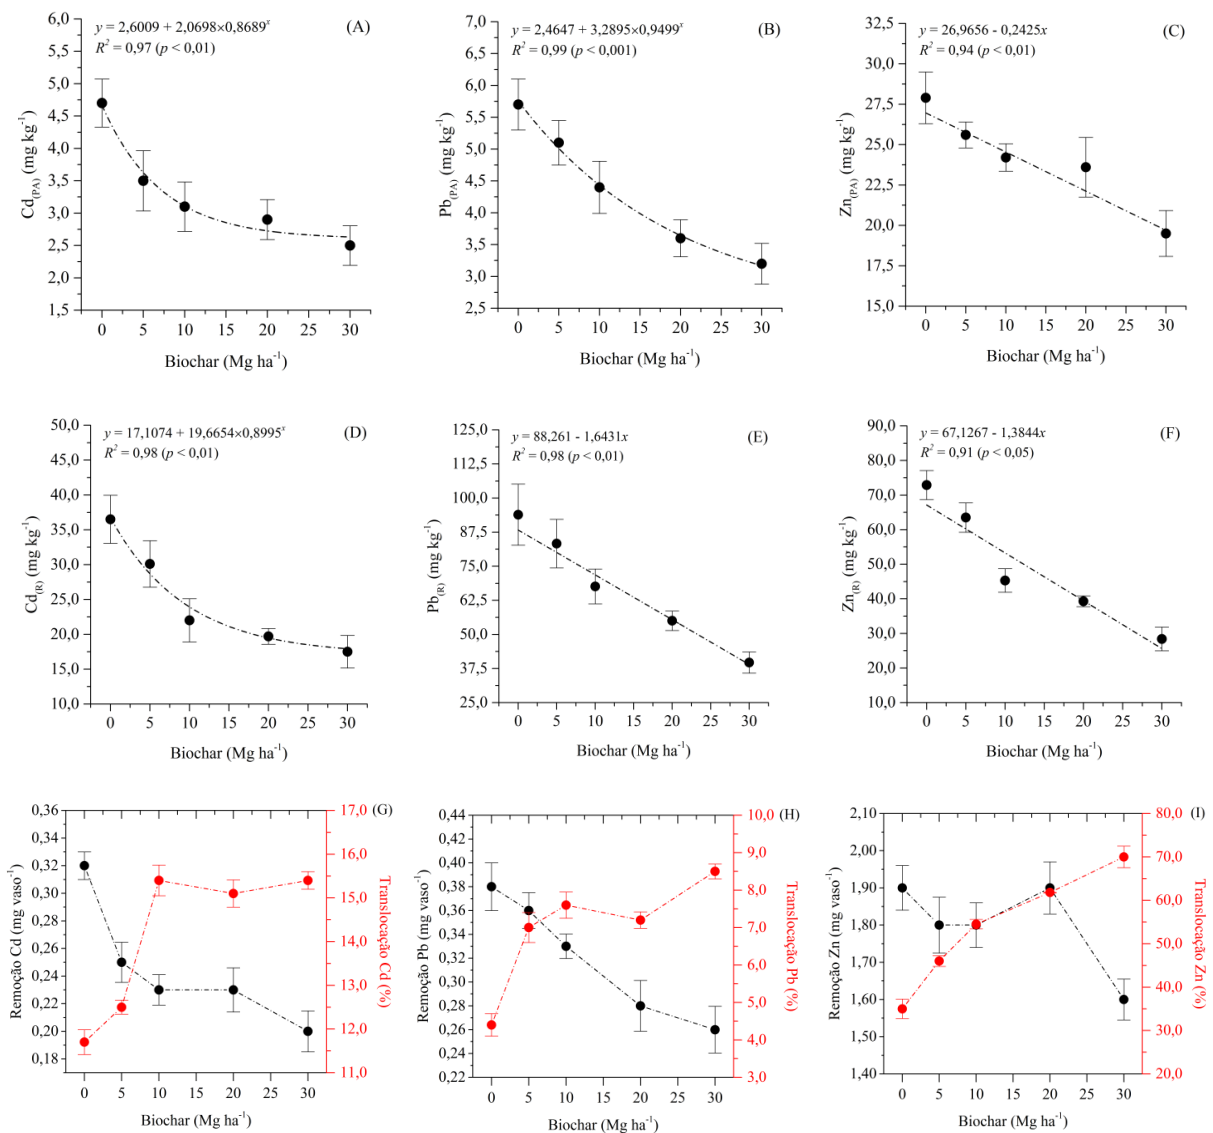 y = 2,6009 + 2,0698×0,8689ˣ
R² = 0,97 (p < 0,01)
(A)
6,0
5,5
5,0
4,5
4,0
3,5
3,0
2,5
2,0
1,5
Cd(PA) (mg kg⁻¹)
0 5 10 15 20 25 30
Biochar (Mg ha⁻¹)
y = 2,4647 + 3,2895×0,9499ˣ
R² = 0,99 (p < 0,001)
(B)
7,0
6,5
6,0
5,5
5,0
4,5
4,0
3,5
3,0
2,5
Pb(PA) (mg kg⁻¹)
0 5 10 15 20 25 30
Biochar (Mg ha⁻¹)
y = 26,9656 - 0,2425x
R² = 0,94 (p < 0,01)
(C)
32,5
30,0
27,5
25,0
22,5
20,0
17,5
15,0
Zn(PA) (mg kg⁻¹)
0 5 10 15 20 25 30
Biochar (Mg ha⁻¹)
y = 17,1074 + 19,6654×0,8995ˣ
R² = 0,98 (p < 0,01)
(D)
50,0
45,0
40,0
35,0
30,0
25,0
20,0
15,0
10,0
Cd(R) (mg kg⁻¹)
0 5 10 15 20 25 30
Biochar (Mg ha⁻¹)
y = 88,261 - 1,6431x
R² = 0,98 (p < 0,01)
(E)
125,0
112,5
100,0
87,5
75,0
62,5
50,0
37,5
25,0
Pb(R) (mg kg⁻¹)
0 5 10 15 20 25 30
Biochar (Mg ha⁻¹)
y = 67,1267 - 1,3844x
R² = 0,91 (p < 0,05)
(F)
90,0
80,0
70,0
60,0
50,0
40,0
30,0
20,0
10,0
Zn(R) (mg kg⁻¹)
0 5 10 15 20 25 30
Biochar (Mg ha⁻¹)
(G)
0,36
0,34
0,32
0,30
0,28
0,26
0,24
0,22
0,20
0,18
Remoção Cd (mg vaso⁻¹)
17,0
16,0
15,0
14,0
13,0
12,0
11,0
Translocação Cd (%)
0 5 10 15 20 25 30
Biochar (Mg ha⁻¹)
(H)
0,44
0,42
0,40
0,38
0,36
0,34
0,32
0,30
0,28
0,26
0,24
0,22
Remoção Pb (mg vaso⁻¹)
10,0
9,0
8,0
7,0
6,0
5,0
4,0
3,0
Translocação Pb (%)
0 5 10 15 20 25 30
Biochar (Mg ha⁻¹)
(I)
2,10
2,00
1,90
1,80
1,70
1,60
1,50
1,40
Remoção Zn (mg vaso⁻¹)
80,0
70,0
60,0
50,0
40,0
30,0
20,0
Translocação Zn (%)
0 5 10 15 20 25 30
Biochar (Mg ha⁻¹)